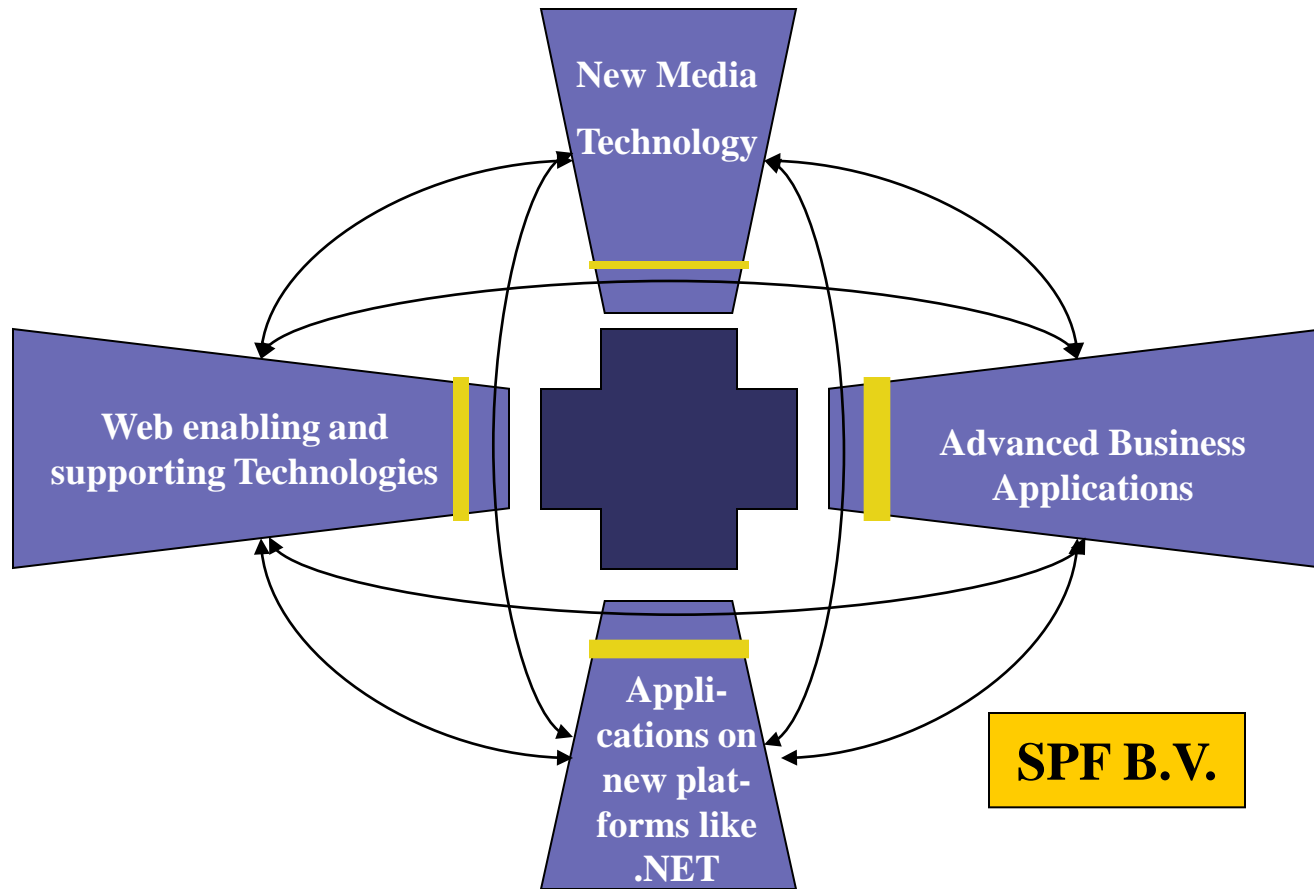 New Media
Technology
Web enabling and
supporting Technologies
Advanced Business
Applications
Appli-
cations on
new plat-
forms like
.NET
SPF B.V.